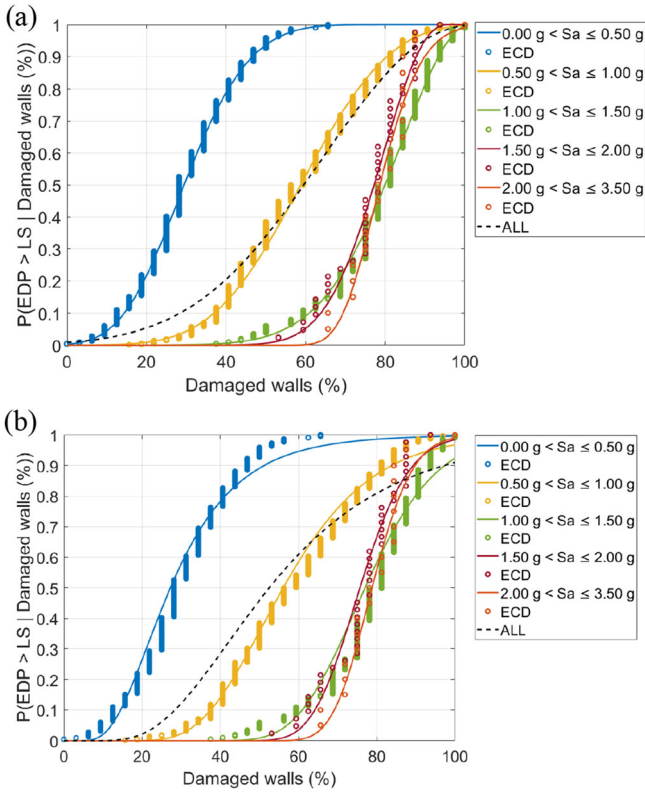 (a)
1
0.9
0.8
0.7
0.6
0.5
0.4
0.3
0.2
0.1
0
P(EDP > LS | Damaged walls (%))
0 20 40 60 80 100
Damaged walls (%)
0.00 g < Sa ≤ 0.50 g
ECD
0.50 g < Sa ≤ 1.00 g
ECD
1.00 g < Sa ≤ 1.50 g
ECD
1.50 g < Sa ≤ 2.00 g
ECD
2.00 g < Sa ≤ 3.50 g
ECD
ALL
(b)
1
0.9
0.8
0.7
0.6
0.5
0.4
0.3
0.2
0.1
0
P(EDP > LS | Damaged walls (%))
0 20 40 60 80 100
Damaged walls (%)
0.00 g < Sa ≤ 0.50 g
ECD
0.50 g < Sa ≤ 1.00 g
ECD
1.00 g < Sa ≤ 1.50 g
ECD
1.50 g < Sa ≤ 2.00 g
ECD
2.00 g < Sa ≤ 3.50 g
ECD
ALL